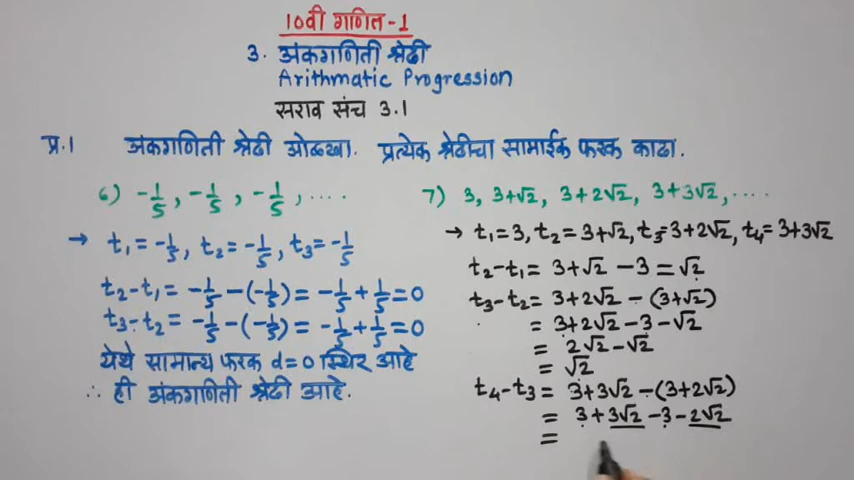 10वी गणित-1
3. अंकगणिती श्रेढी
Arithmatic Progression
सराव संच 3.1
प्र.1 अंकगणिती श्रेढी ओळखा. प्रत्येक श्रेढीचा सामाईक फरक काढा.
6) -1/5, -1/5, -1/5, ....
→ t₁=-1/5, t₂=-1/5, t₃=-1/5
t₂-t₁ = -1/5-(-1/5) = -1/5+1/5=0
t₃-t₂ = -1/5-(-1/5) = -1/5+1/5=0
येथे सामान्य फरक d=0 स्थिर आहे
∴ ही अंकगणिती श्रेढी आहे.
7) 3, 3+√2, 3+2√2, 3+3√2, ....
→ t₁=3, t₂=3+√2, t₃=3+2√2, t₄=3+3√2
t₂-t₁ = 3+√2 -3 = √2
t₃-t₂ = 3+2√2 -(3+√2)
= 3+2√2 -3 -√2
= 2√2-√2
= √2
t₄-t₃ = 3+3√2 -(3+2√2)
= 3+3√2 -3-2√2
=